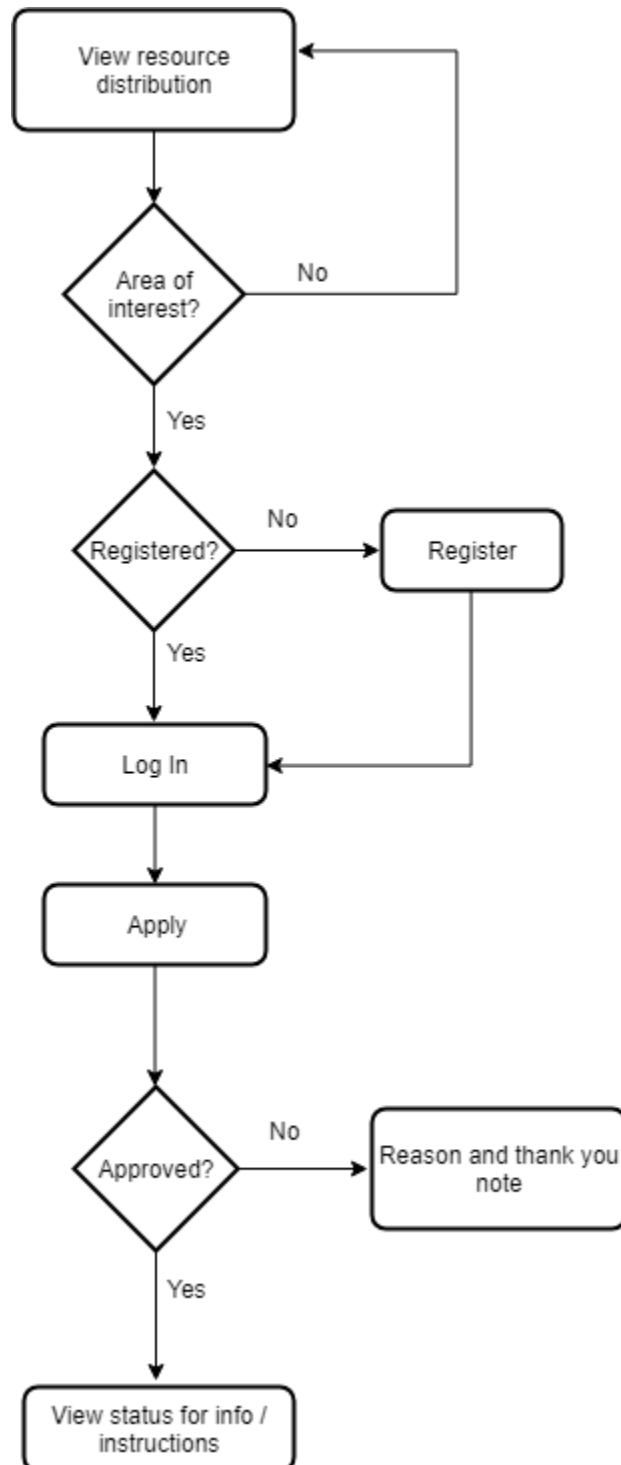 View resource
distribution
Area of
interest?
No
Yes
Registered?
No
Register
Yes
Log In
Apply
Approved?
No
Reason and thank you
note
Yes
View status for info /
instructions